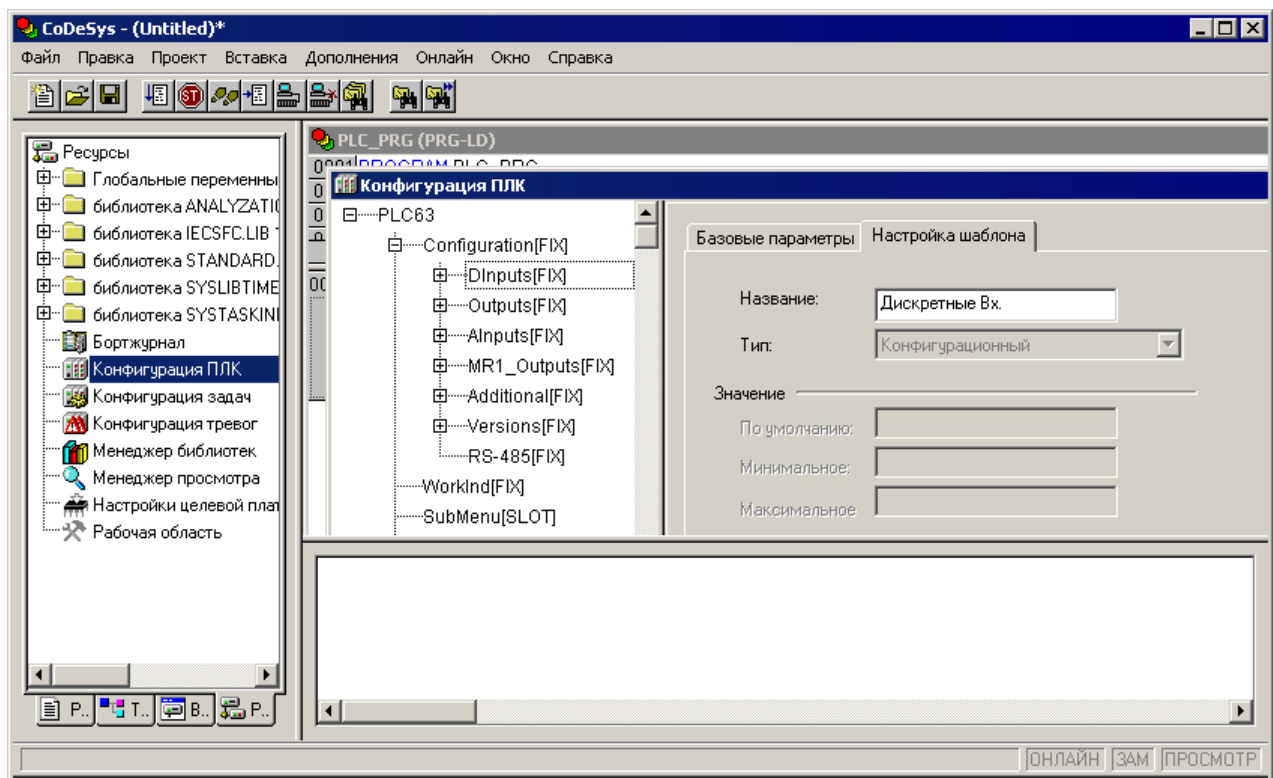 CoDeSys - (Untitled)*
Файл Правка Проект Вставка Дополнения Онлайн Окно Справка
Ресурсы
Глобальные переменны
библиотека ANALYZATI
библиотека IECSFC.LIB
библиотека STANDARD.
библиотека SYSLIBTIME
библиотека SYSTASKINI
Бортжурнал
Конфигурация ПЛК
Конфигурация задач
Конфигурация тревог
Менеджер библиотек
Менеджер просмотра
Настройки целевой плат
Рабочая область
Р.. Т.. В.. Р..
PLC_PRG (PRG-LD)
0001 PROGRAM PLC_PRG
Конфигурация ПЛК
PLC63
Configuration[FIX]
DInputs[FIX]
Outputs[FIX]
AInputs[FIX]
MR1_Outputs[FIX]
Additional[FIX]
Versions[FIX]
RS-485[FIX]
WorkInd[FIX]
SubMenu[SLOT]
Базовые параметры Настройка шаблона
Название: Дискретные Вх.
Тип: Конфигурационный
Значение
По умолчанию:
Минимальное:
Максимальное
ОНЛАЙН ЗАМ ПРОСМОТР